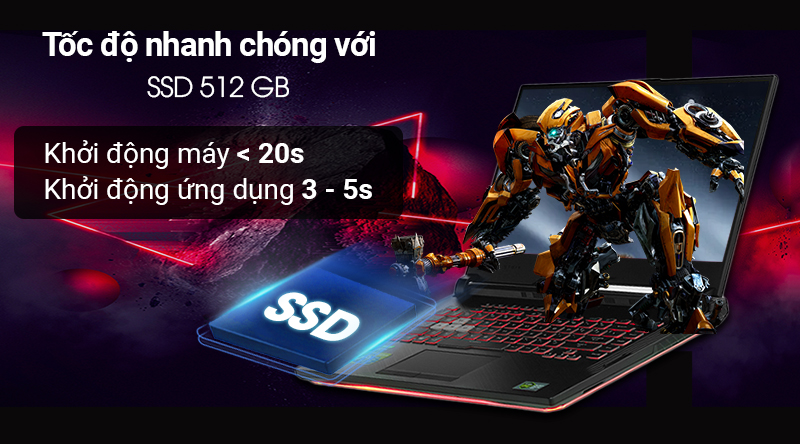 Tốc độ nhanh chóng với
SSD 512 GB
Khởi động máy < 20s
Khởi động ứng dụng 3 - 5s
SSD